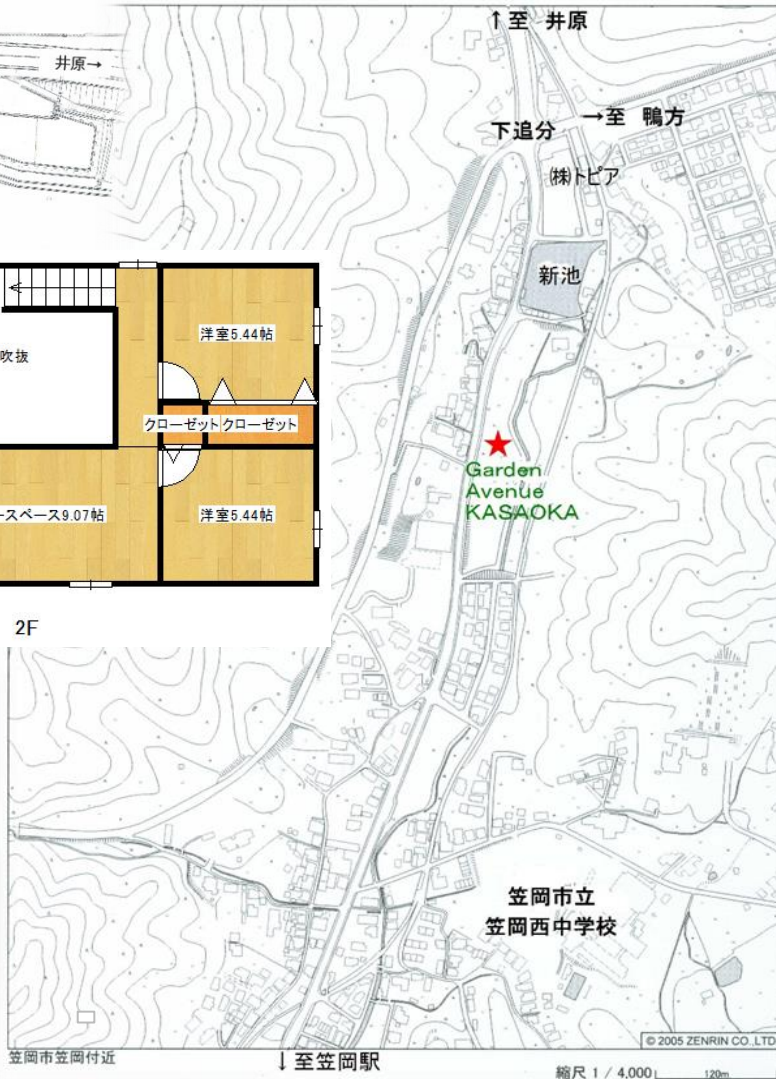 ↑至 井原
井原→
下追分
→至 鴨方
(株)トピア
新池
洋室5.44帖
吹抜
クローゼット
クローゼット
Garden
Avenue
KASAOKA
スペース9.07帖
洋室5.44帖
2F
笠岡市立
笠岡西中学校
© 2005 ZENRIN CO.,LTD
笠岡市笠岡付近
↓至笠岡駅
縮尺 1 / 4,000
120m